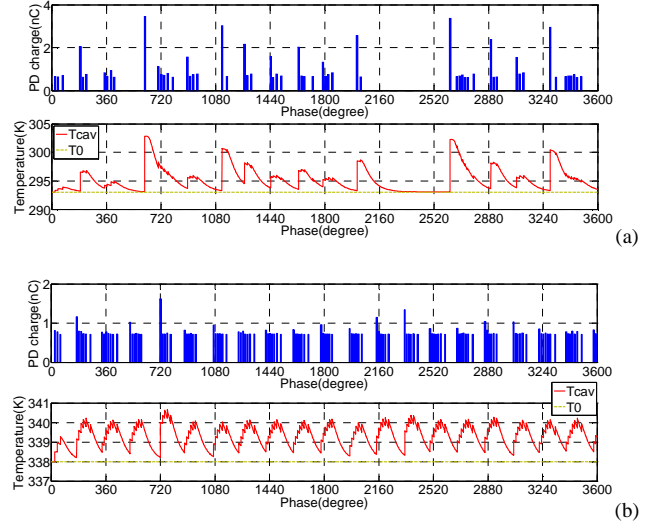 PD charge(nC)
4
2
0
0 360 720 1080 1440 1800 2160 2520 2880 3240 3600
Phase(degree)
Temperature(K)
305
300
295
290
Tcav
T0
0 360 720 1080 1440 1800 2160 2520 2880 3240 3600
Phase(degree)
(a)
PD charge(nC)
2
1
0
0 360 720 1080 1440 1800 2160 2520 2880 3240 3600
Phase(degree)
Temperature(K)
341
340
339
338
337
Tcav
T0
0 360 720 1080 1440 1800 2160 2520 2880 3240 3600
Phase(degree)
(b)